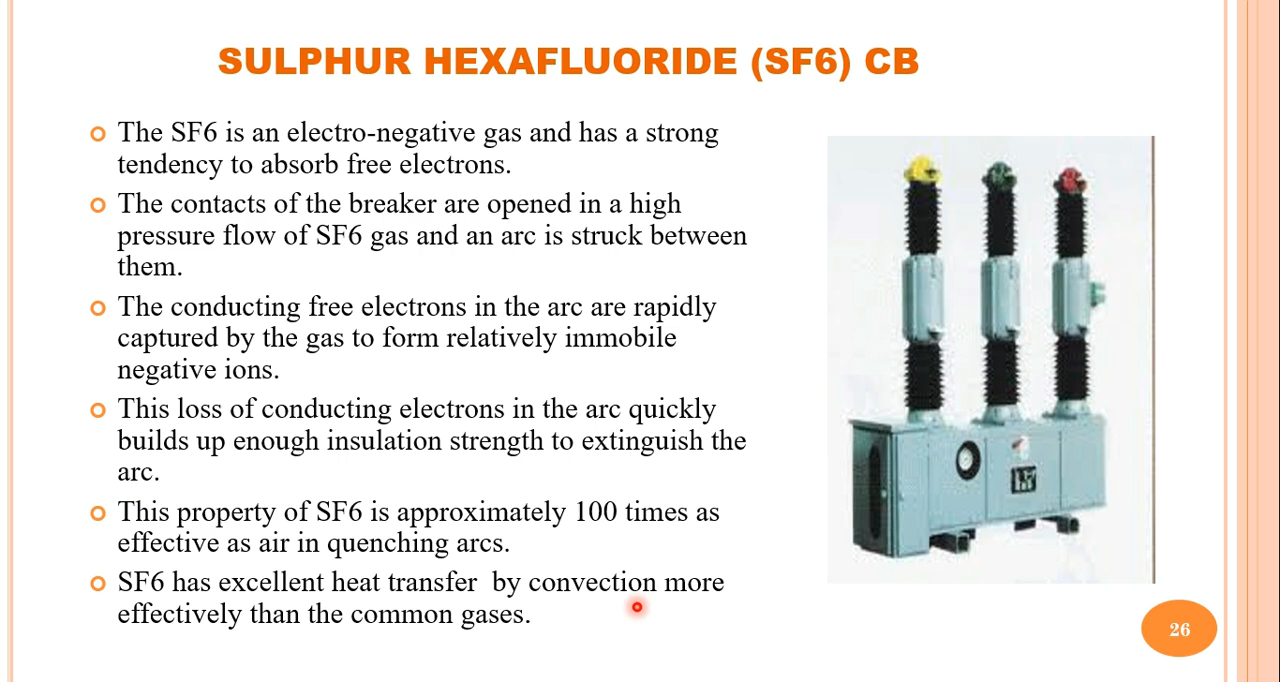 SULPHUR HEXAFLUORIDE (SF6) CB
The SF6 is an electro-negative gas and has a strong
tendency to absorb free electrons.
The contacts of the breaker are opened in a high
pressure flow of SF6 gas and an arc is struck between
them.
The conducting free electrons in the arc are rapidly
captured by the gas to form relatively immobile
negative ions.
This loss of conducting electrons in the arc quickly
builds up enough insulation strength to extinguish the
arc.
This property of SF6 is approximately 100 times as
effective as air in quenching arcs.
SF6 has excellent heat transfer  by convection more
effectively than the common gases.
26